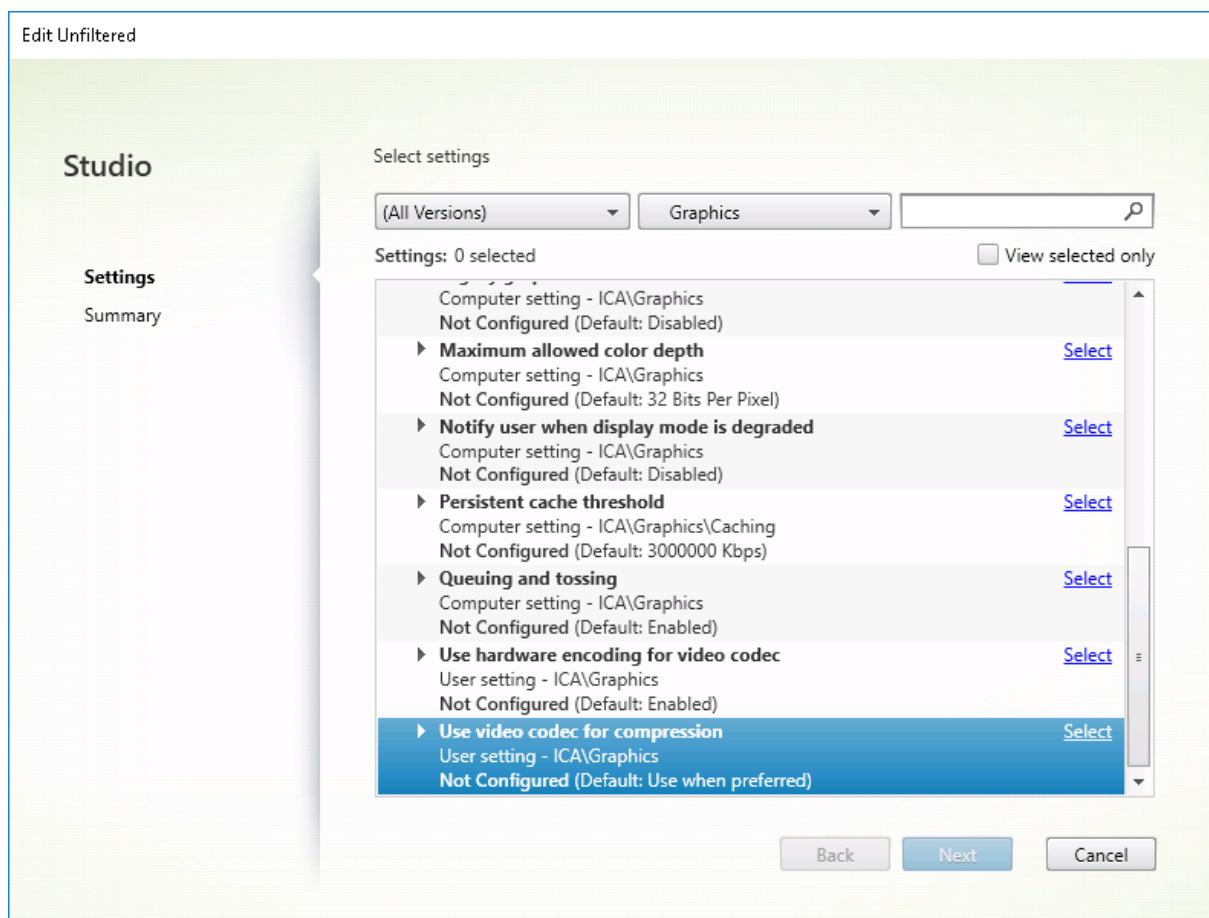 Edit Unfiltered
Studio
Settings
Summary
Select settings
(All Versions)
Graphics
Settings: 0 selected
View selected only
Computer setting - ICA\Graphics
Not Configured (Default: Disabled)
Maximum allowed color depth Select
Computer setting - ICA\Graphics
Not Configured (Default: 32 Bits Per Pixel)
Notify user when display mode is degraded Select
Computer setting - ICA\Graphics
Not Configured (Default: Disabled)
Persistent cache threshold Select
Computer setting - ICA\Graphics\Caching
Not Configured (Default: 3000000 Kbps)
Queuing and tossing Select
Computer setting - ICA\Graphics
Not Configured (Default: Enabled)
Use hardware encoding for video codec Select
User setting - ICA\Graphics
Not Configured (Default: Enabled)
Use video codec for compression Select
User setting - ICA\Graphics
Not Configured (Default: Use when preferred)
Back Next Cancel